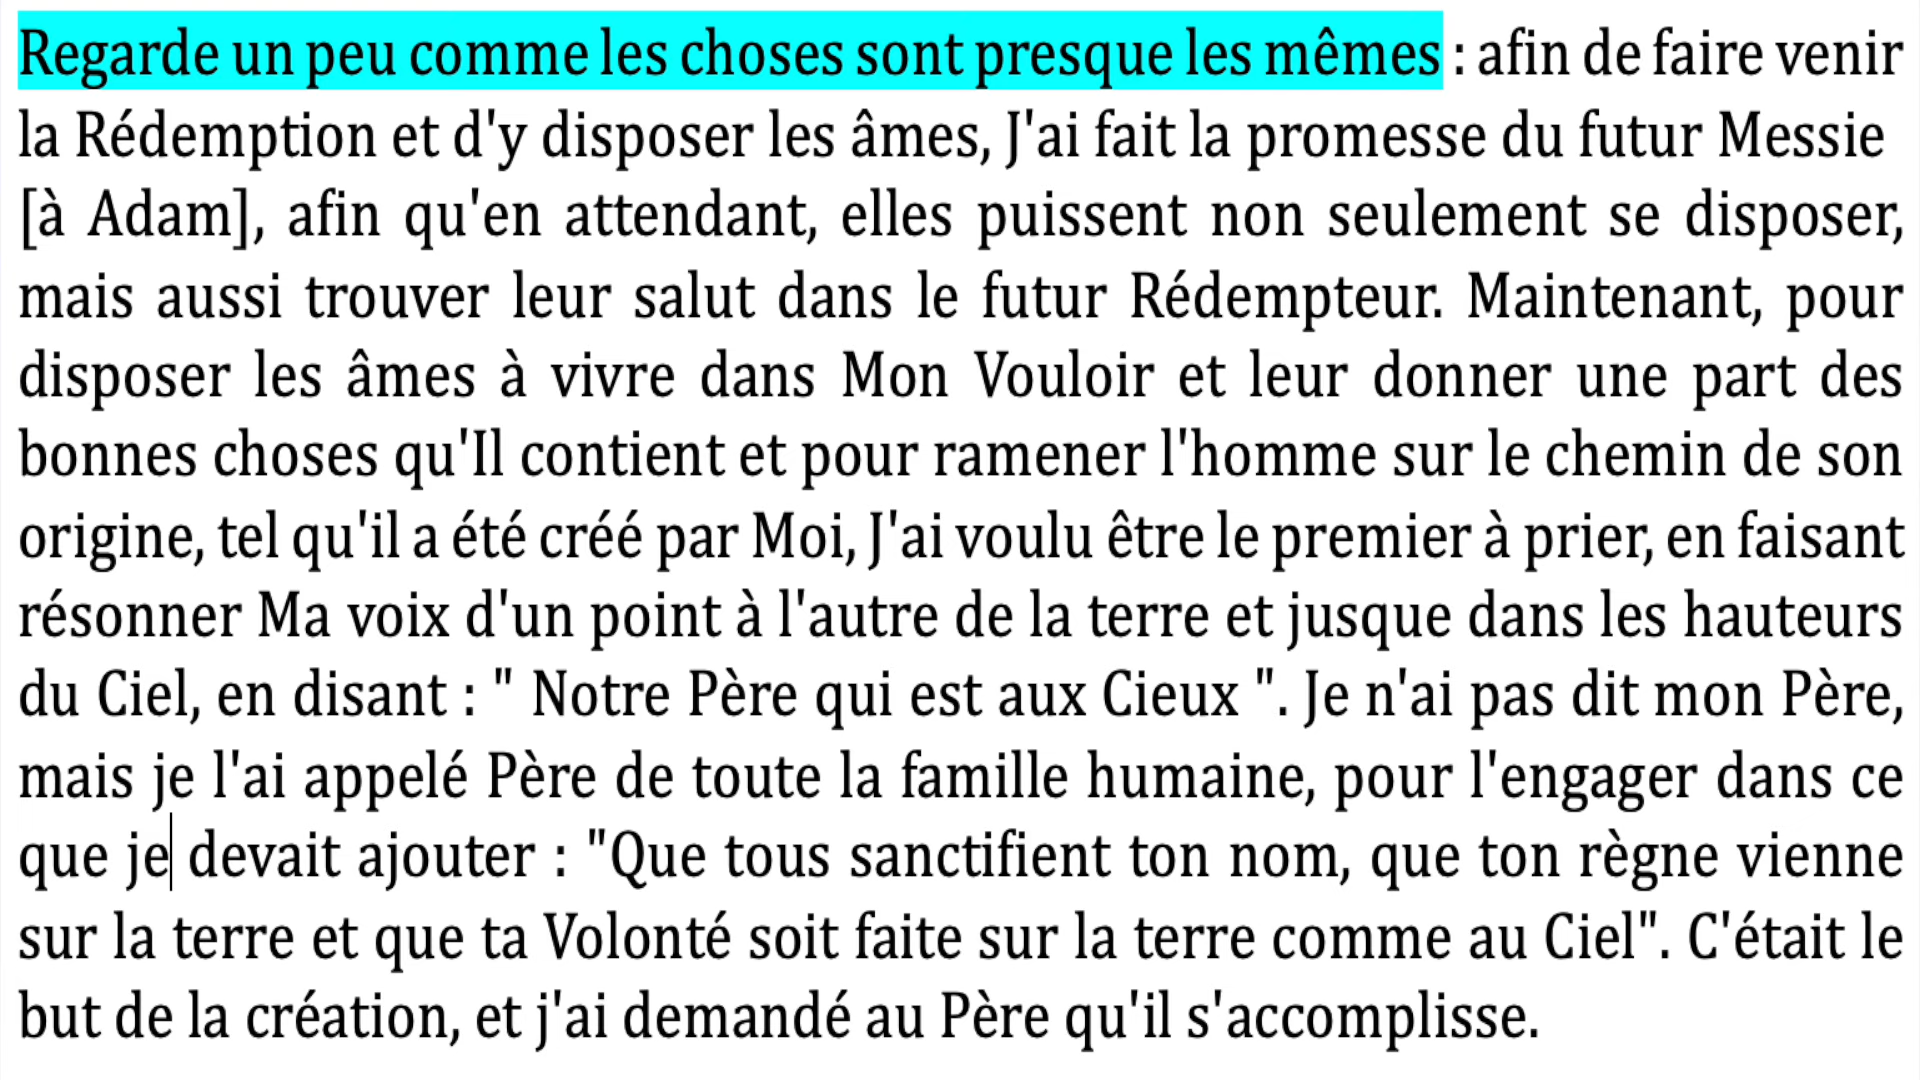 Regarde un peu comme les choses sont presque les mêmes : afin de faire venir
la Rédemption et d'y disposer les âmes, J'ai fait la promesse du futur Messie
[à Adam], afin qu'en attendant, elles puissent non seulement se disposer,
mais aussi trouver leur salut dans le futur Rédempteur. Maintenant, pour
disposer les âmes à vivre dans Mon Vouloir et leur donner une part des
bonnes choses qu'Il contient et pour ramener l'homme sur le chemin de son
origine, tel qu'il a été créé par Moi, J'ai voulu être le premier à prier, en faisant
résonner Ma voix d'un point à l'autre de la terre et jusque dans les hauteurs
du Ciel, en disant : " Notre Père qui est aux Cieux ". Je n'ai pas dit mon Père,
mais je l'ai appelé Père de toute la famille humaine, pour l'engager dans ce
que je devait ajouter : "Que tous sanctifient ton nom, que ton règne vienne
sur la terre et que ta Volonté soit faite sur la terre comme au Ciel". C'était le
but de la création, et j'ai demandé au Père qu'il s'accomplisse.